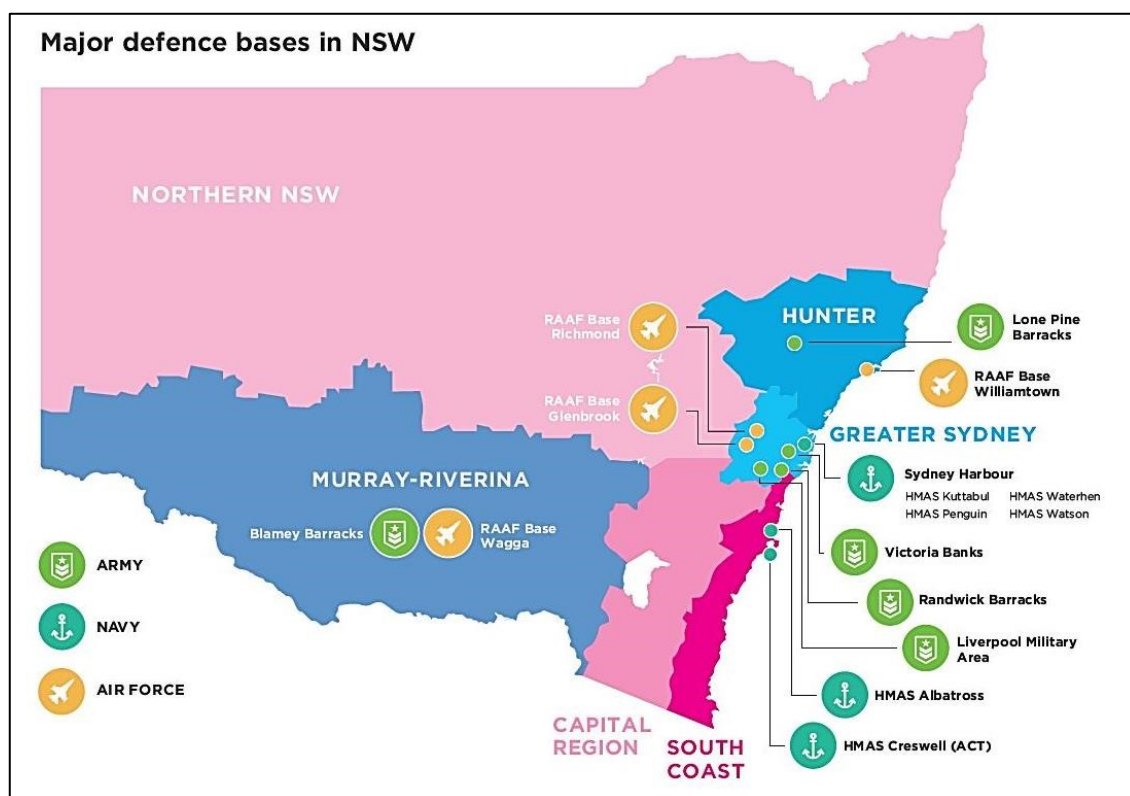 Major defence bases in NSW
NORTHERN NSW
RAAF Base
Richmond
HUNTER
Lone Pine
Barracks
RAAF Base
Williamtown
RAAF Base
Glenbrook
GREATER SYDNEY
Sydney Harbour
HMAS Kuttabul HMAS Waterhen
HMAS Penguin HMAS Watson
MURRAY-RIVERINA
Blamey Barracks
RAAF Base
Wagga
Victoria Banks
Randwick Barracks
Liverpool Military
Area
HMAS Albatross
HMAS Creswell (ACT)
ARMY
NAVY
AIR FORCE
CAPITAL
REGION
SOUTH
COAST